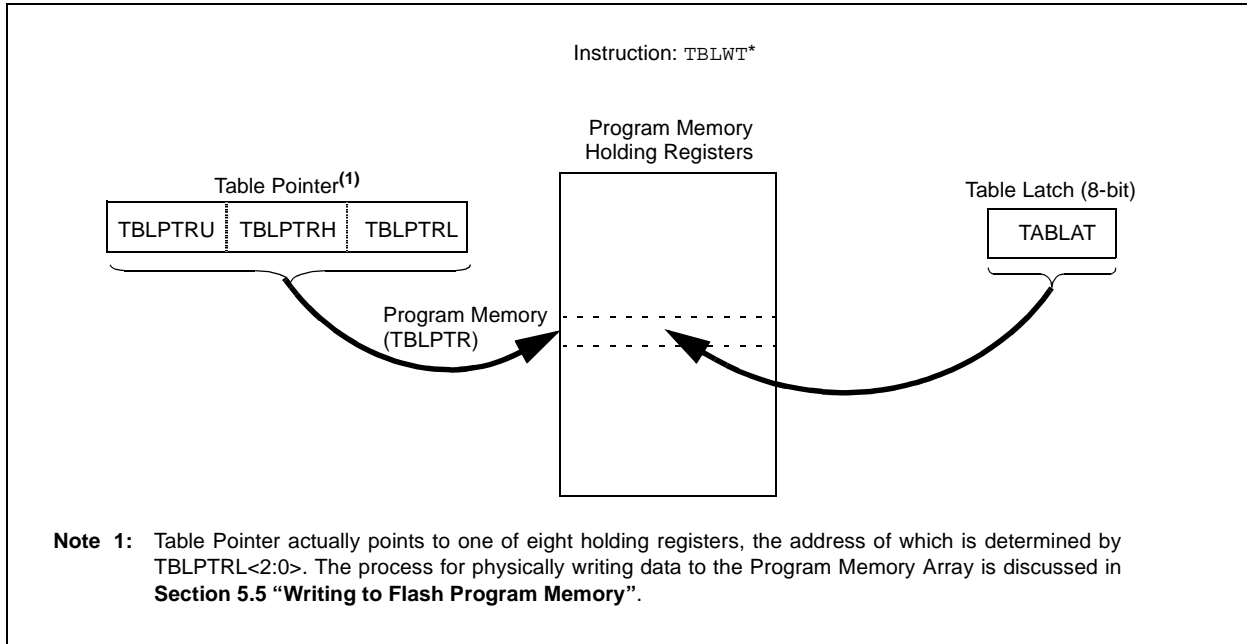 Instruction: TBLWT*
Program Memory
Holding Registers
Table Pointer(1)
Table Latch (8-bit)
TBLPTRU TBLPTRH TBLPTRL
TABLAT
Program Memory
(TBLPTR)
Note 1: Table Pointer actually points to one of eight holding registers, the address of which is determined by
TBLPTRL<2:0>. The process for physically writing data to the Program Memory Array is discussed in
Section 5.5 “Writing to Flash Program Memory”.